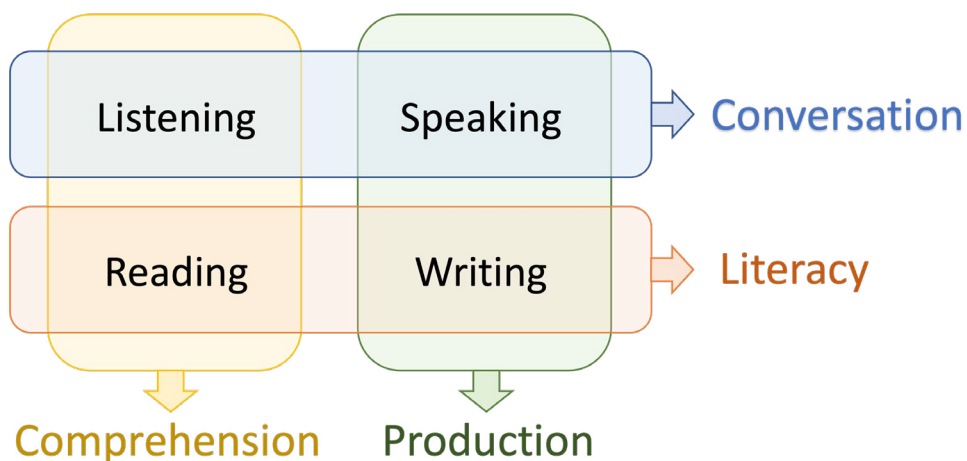 Listening Speaking Conversation
Reading Writing Literacy
Comprehension Production